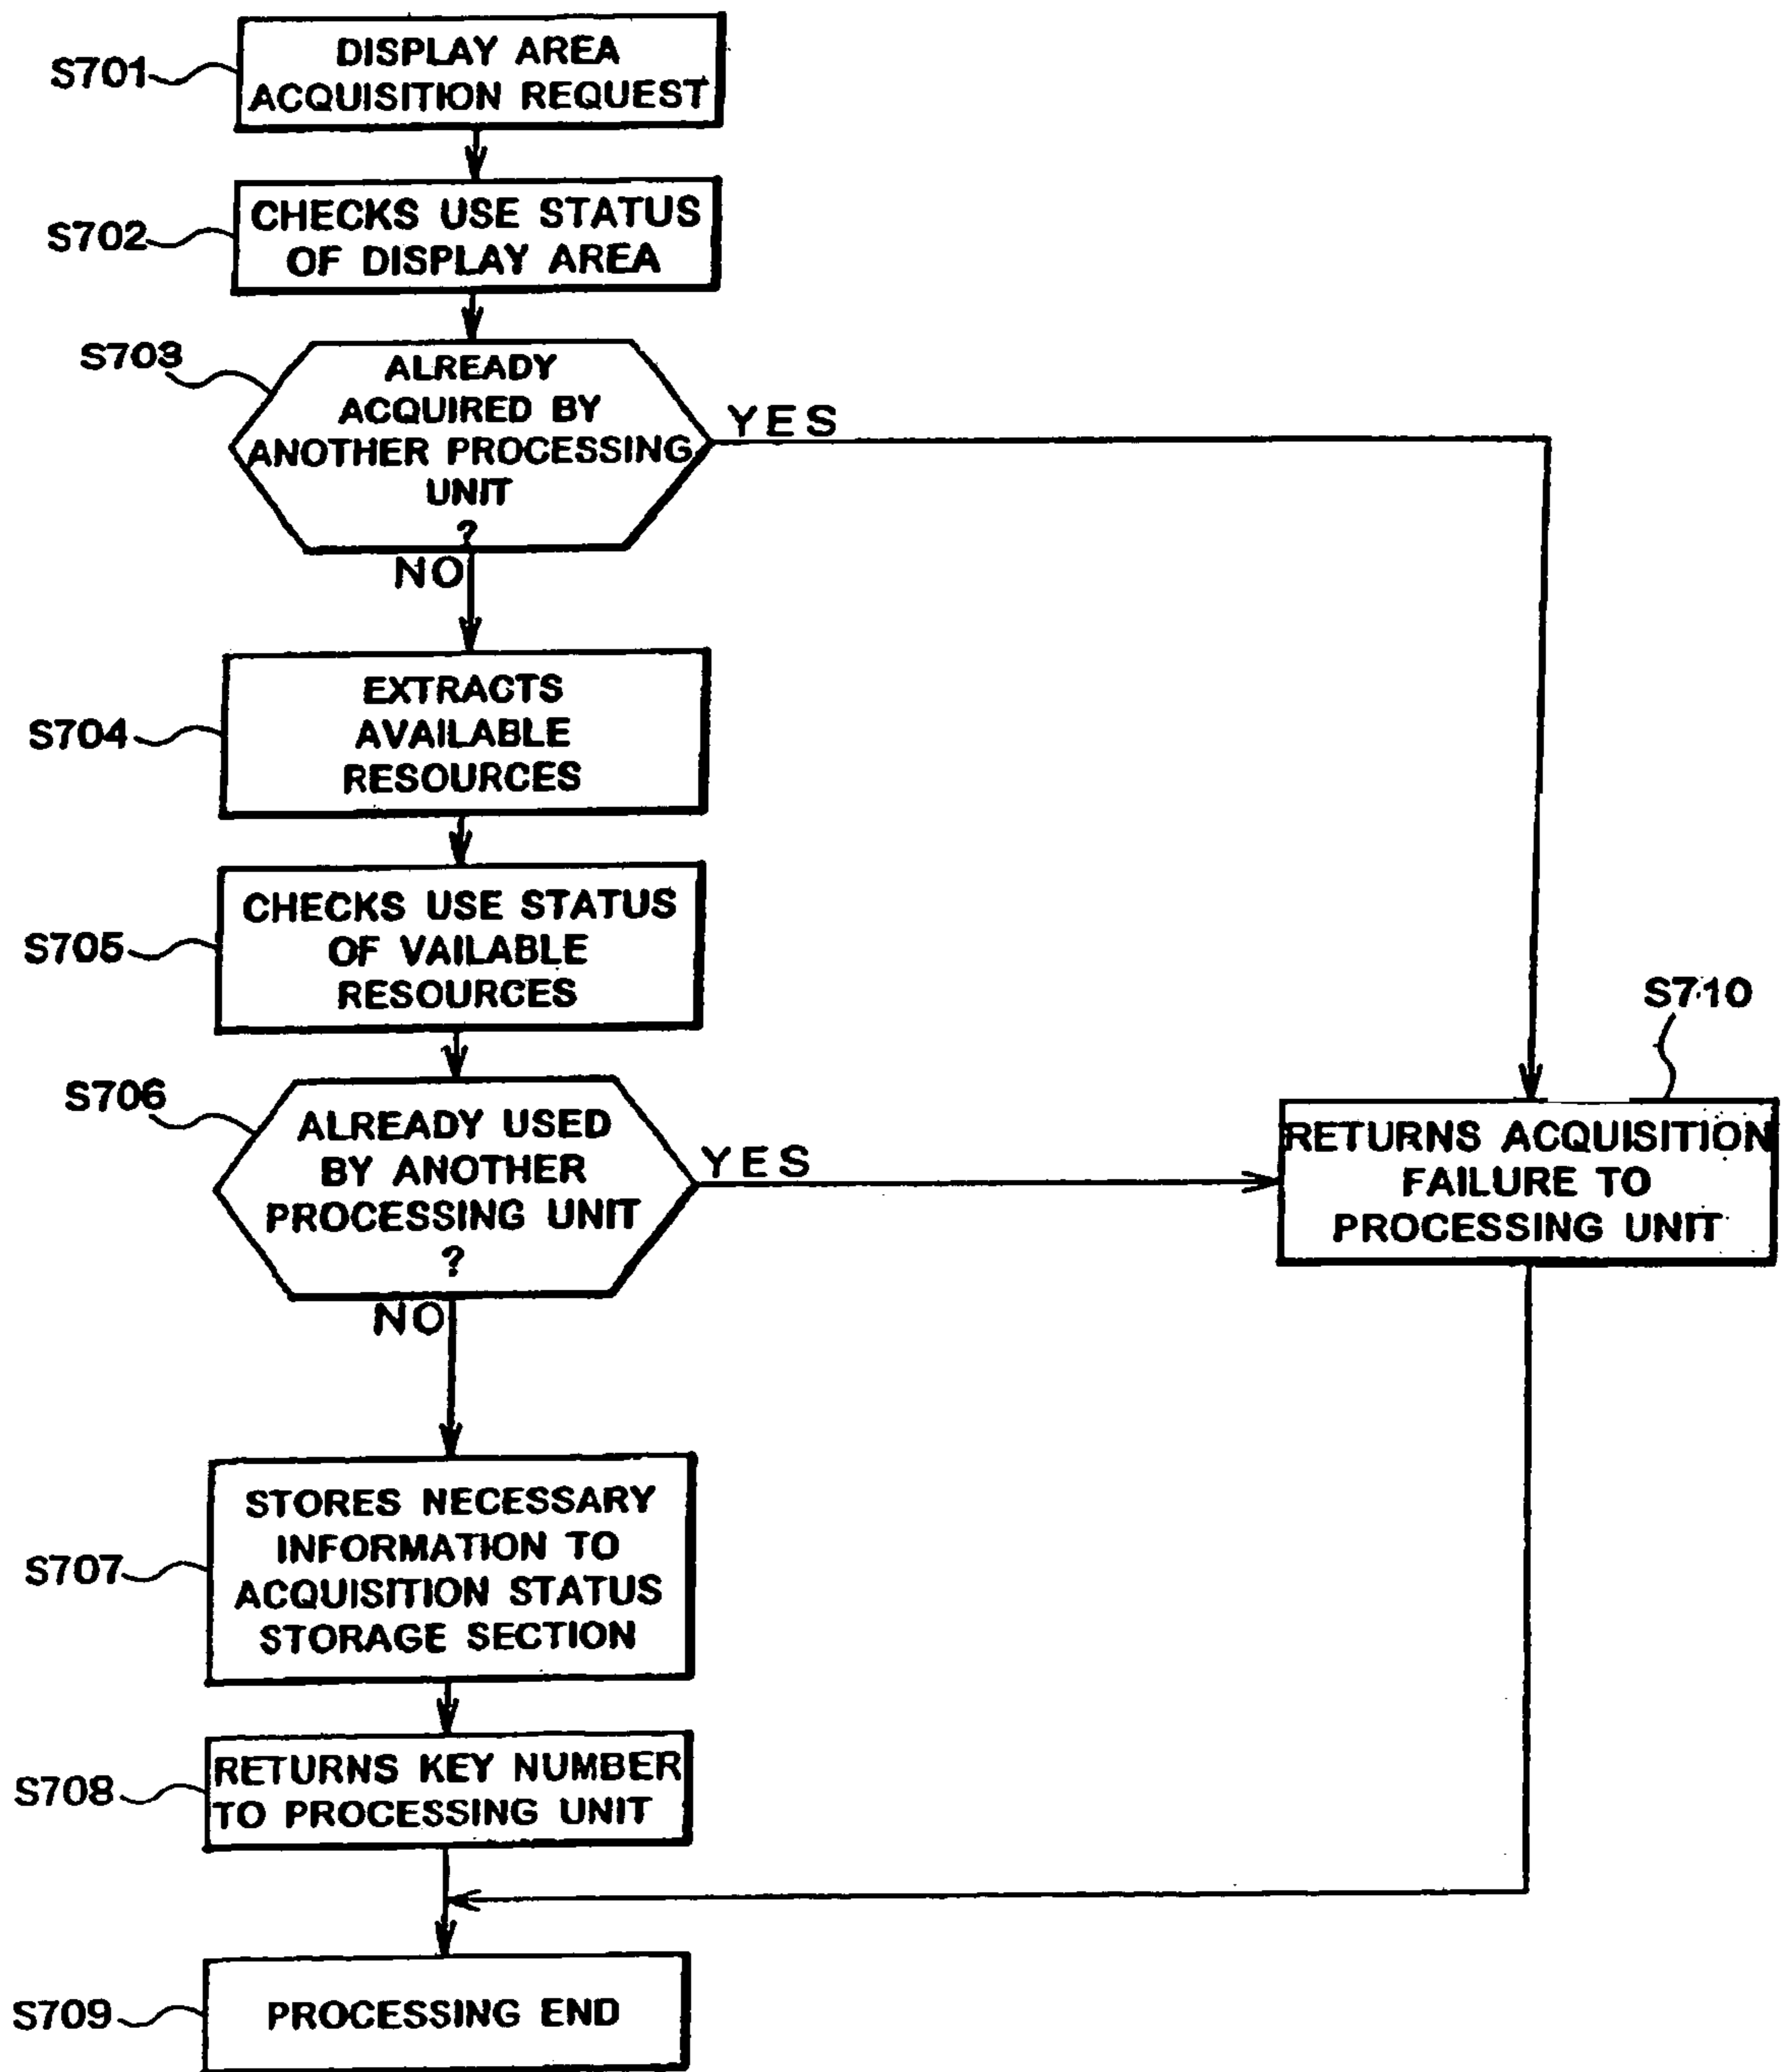 S701
DISPLAY AREA
ACQUISITION REQUEST
S702
CHECKS USE STATUS
OF DISPLAY AREA
S703
ALREADY
ACQUIRED BY
ANOTHER PROCESSING
UNIT
?
YES
NO
S704
EXTRACTS
AVAILABLE
RESOURCES
S705
CHECKS USE STATUS
OF VAILABLE
RESOURCES
S706
ALREADY USED
BY ANOTHER
PROCESSING UNIT
?
YES
NO
S710
RETURNS ACQUISITION
FAILURE TO
PROCESSING UNIT
S707
STORES NECESSARY
INFORMATION TO
ACQUISITION STATUS
STORAGE SECTION
S708
RETURNS KEY NUMBER
TO PROCESSING UNIT
S709
PROCESSING END